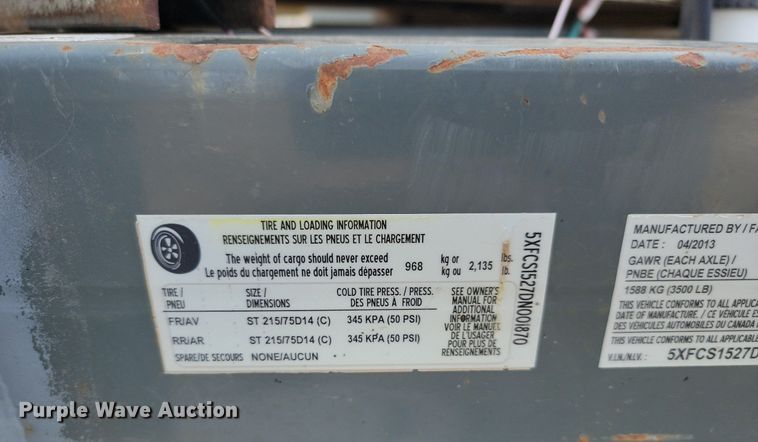 TIRE AND LOADING INFORMATION
RENSEIGNEMENTS SUR LES PNEUS ET LE CHARGEMENT
The weight of cargo should never exceed
Le poids du chargement ne doit jamais dépasser 968 kg or kg ou 2,135 lbs. lb.
TIRE / PNEU SIZE / DIMENSIONS COLD TIRE PRESS. / PRESS. DES PNEUS À FROID
FR/AV ST 215/75D14 (C) 345 KPA (50 PSI)
RR/AR ST 215/75D14 (C) 345 KPA (50 PSI)
SPARE/DE SECOURS NONE/AUCUN
SEE OWNER'S
MANUAL FOR
ADDITIONAL
INFORMATION
VOIR LE MANUEL
DE L'USAGER
POUR PLUS DE
RENSEIGNEMENTS
5XFCS1527DN001870
MANUFACTURED BY / FA
DATE : 04/2013
GAWR (EACH AXLE) /
PNBE (CHAQUE ESSIEU)
1588 KG (3500 LB)
THIS VEHICLE CONFORMS TO ALL APPLICA
DATE OF MANUFACTURE. / CE VÉHICULE ES
DES VÉHICULES AUTOMOBILES DU CANADA
THIS VEHICLE CONFORMS TO ALL APPLICAB
V.I.N./N.I.V.: 5XFCS1527D
Purple Wave Auction